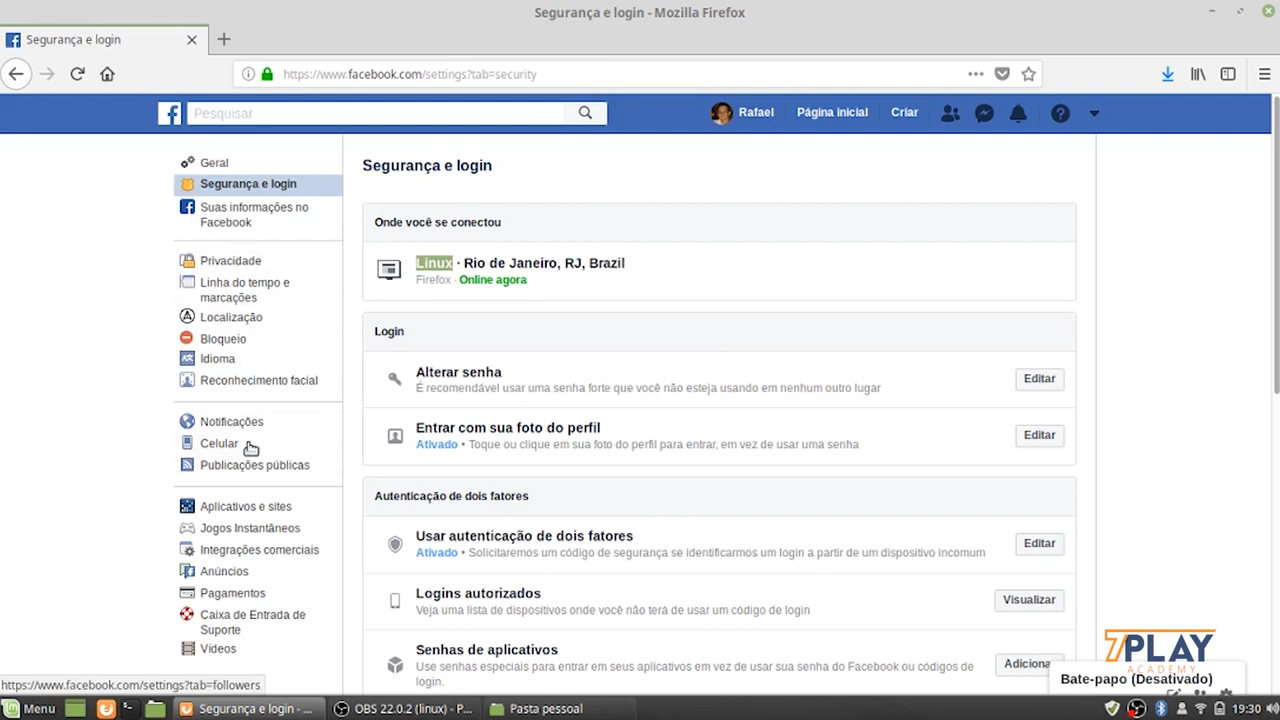 Segurança e login - Mozilla Firefox
Segurança e login
https://www.facebook.com/settings?tab=security
Pesquisar
Rafael
Página inicial
Criar
Geral
Segurança e login
Suas informações no
Facebook
Privacidade
Linha do tempo e
marcações
Localização
Bloqueio
Idioma
Reconhecimento facial
Notificações
Celular
Publicações públicas
Aplicativos e sites
Jogos Instantâneos
Integrações comerciais
Anúncios
Pagamentos
Caixa de Entrada de
Suporte
Vídeos
Segurança e login
Onde você se conectou
Linux · Rio de Janeiro, RJ, Brazil
Firefox · Online agora
Login
Alterar senha
É recomendável usar uma senha forte que você não esteja usando em nenhum outro lugar
Editar
Entrar com sua foto do perfil
Ativado • Toque ou clique em sua foto do perfil para entrar, em vez de usar uma senha
Editar
Autenticação de dois fatores
Usar autenticação de dois fatores
Ativado • Solicitaremos um código de segurança se identificarmos um login a partir de um dispositivo incomum
Editar
Logins autorizados
Veja uma lista de dispositivos onde você não terá de usar um código de login
Visualizar
Senhas de aplicativos
Use senhas especiais para entrar em seus aplicativos em vez de usar sua senha do Facebook ou códigos de
login.
Adiciona
7PLAY
ACADEMY
Bate-papo (Desativado)
https://www.facebook.com/settings?tab=followers
Menu
Segurança e login - ...
OBS 22.0.2 (linux) - P...
Pasta pessoal
19:30